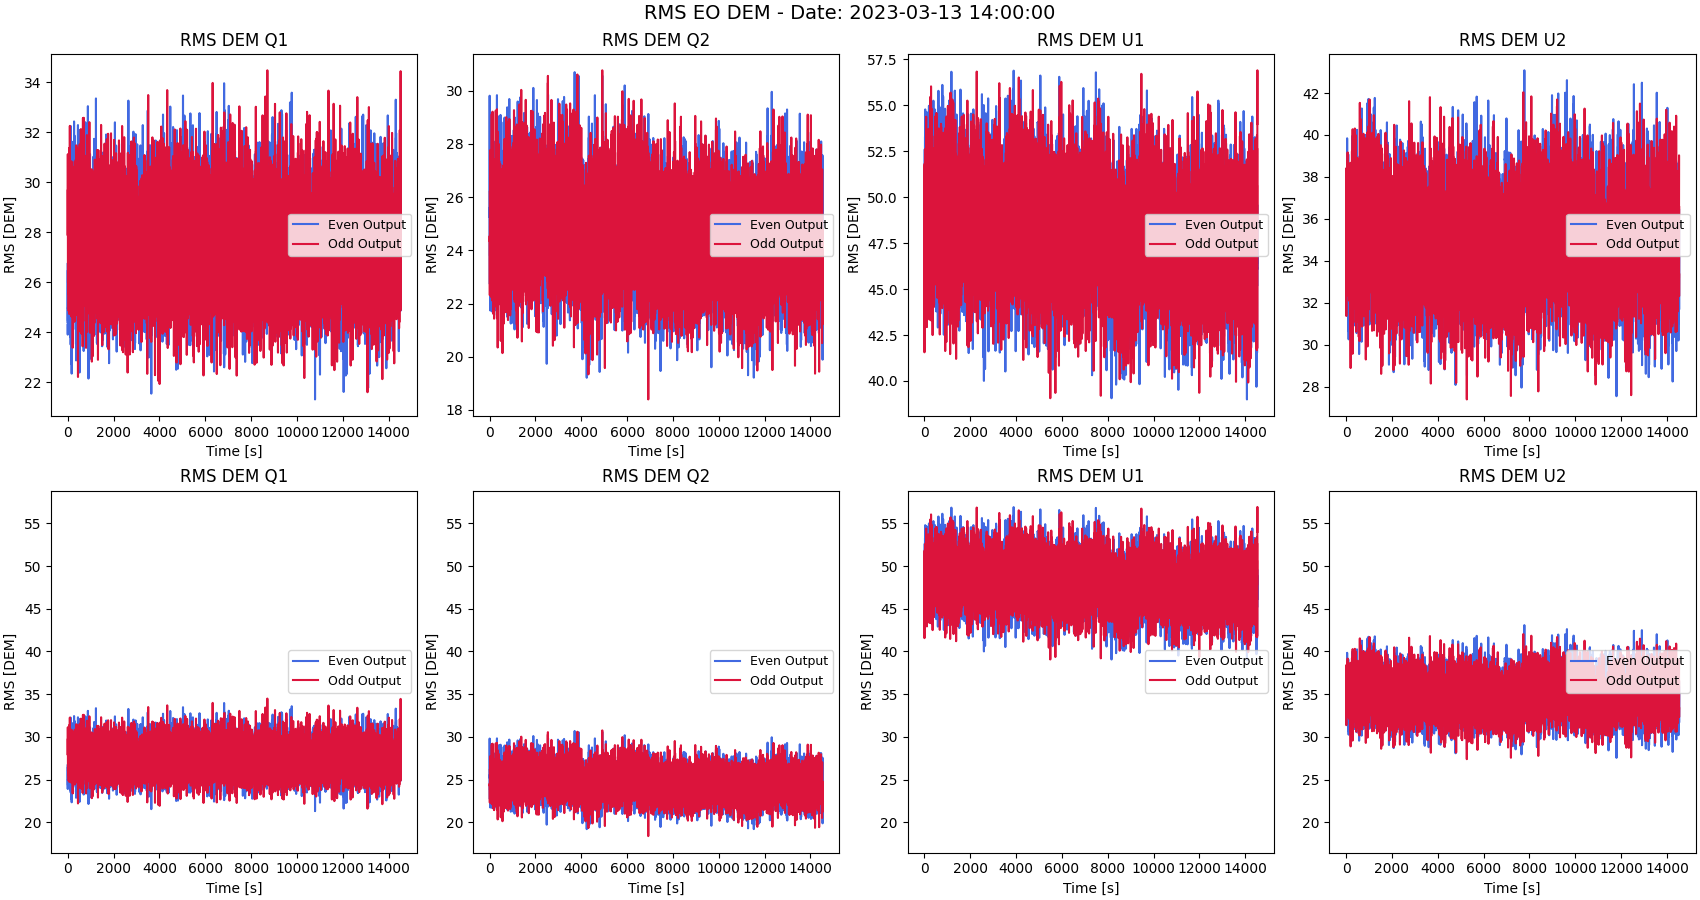 RMS EO DEM - Date: 2023-03-13 14:00:00
RMS DEM Q1
RMS [DEM]
34
32
30
28
26
24
22
Even Output
Odd Output
0 2000 4000 6000 8000 10000 12000 14000
Time [s]
RMS DEM Q2
RMS [DEM]
30
28
26
24
22
20
18
Even Output
Odd Output
0 2000 4000 6000 8000 10000 12000 14000
Time [s]
RMS DEM U1
RMS [DEM]
57.5
55.0
52.5
50.0
47.5
45.0
42.5
40.0
Even Output
Odd Output
0 2000 4000 6000 8000 10000 12000 14000
Time [s]
RMS DEM U2
RMS [DEM]
42
40
38
36
34
32
30
28
Even Output
Odd Output
0 2000 4000 6000 8000 10000 12000 14000
Time [s]
RMS DEM Q1
RMS [DEM]
55
50
45
40
35
30
25
20
Even Output
Odd Output
0 2000 4000 6000 8000 10000 12000 14000
Time [s]
RMS DEM Q2
RMS [DEM]
55
50
45
40
35
30
25
20
Even Output
Odd Output
0 2000 4000 6000 8000 10000 12000 14000
Time [s]
RMS DEM U1
RMS [DEM]
55
50
45
40
35
30
25
20
Even Output
Odd Output
0 2000 4000 6000 8000 10000 12000 14000
Time [s]
RMS DEM U2
RMS [DEM]
55
50
45
40
35
30
25
20
Even Output
Odd Output
0 2000 4000 6000 8000 10000 12000 14000
Time [s]